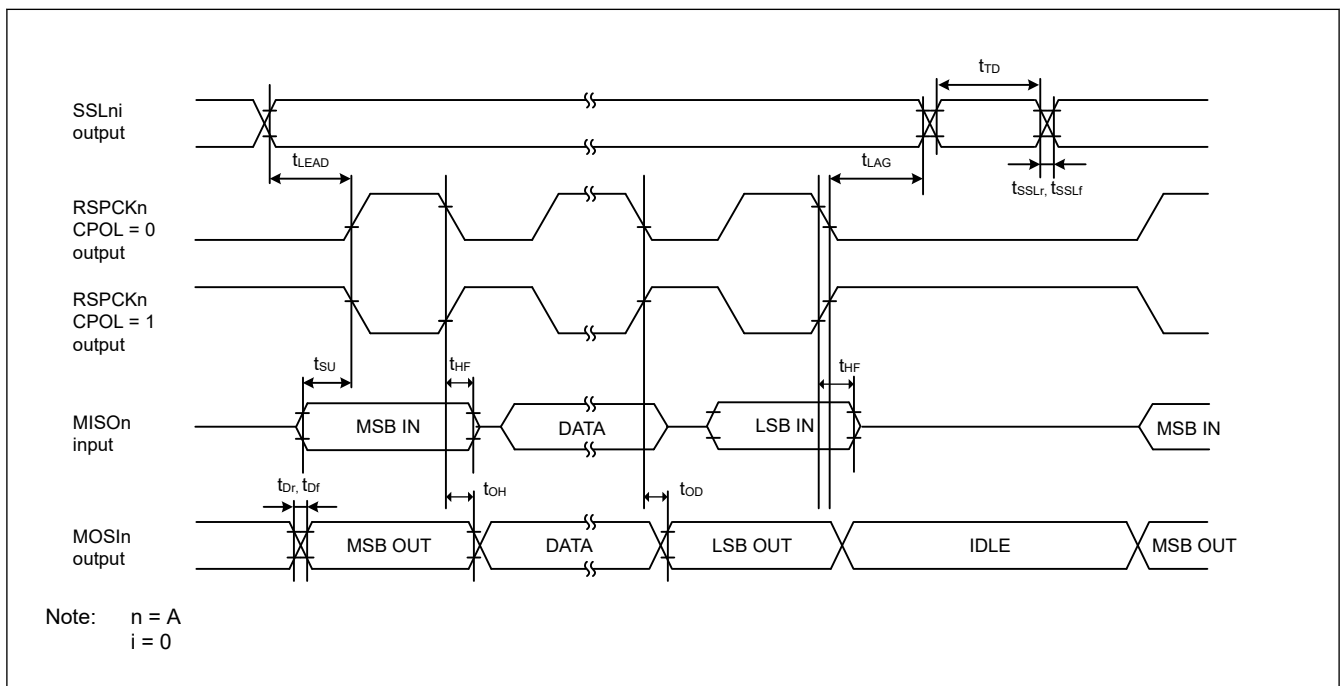 tTD
SSLni
output
tLEAD
tLAG
tSSLr, tSSLf
RSPCKn
CPOL = 0
output
RSPCKn
CPOL = 1
output
tSU
tHF
tHF
MISOn
input
MSB IN
DATA
LSB IN
MSB IN
tDr, tDf
tOH
tOD
MOSIn
output
MSB OUT
DATA
LSB OUT
IDLE
MSB OUT
Note: n = A
i = 0